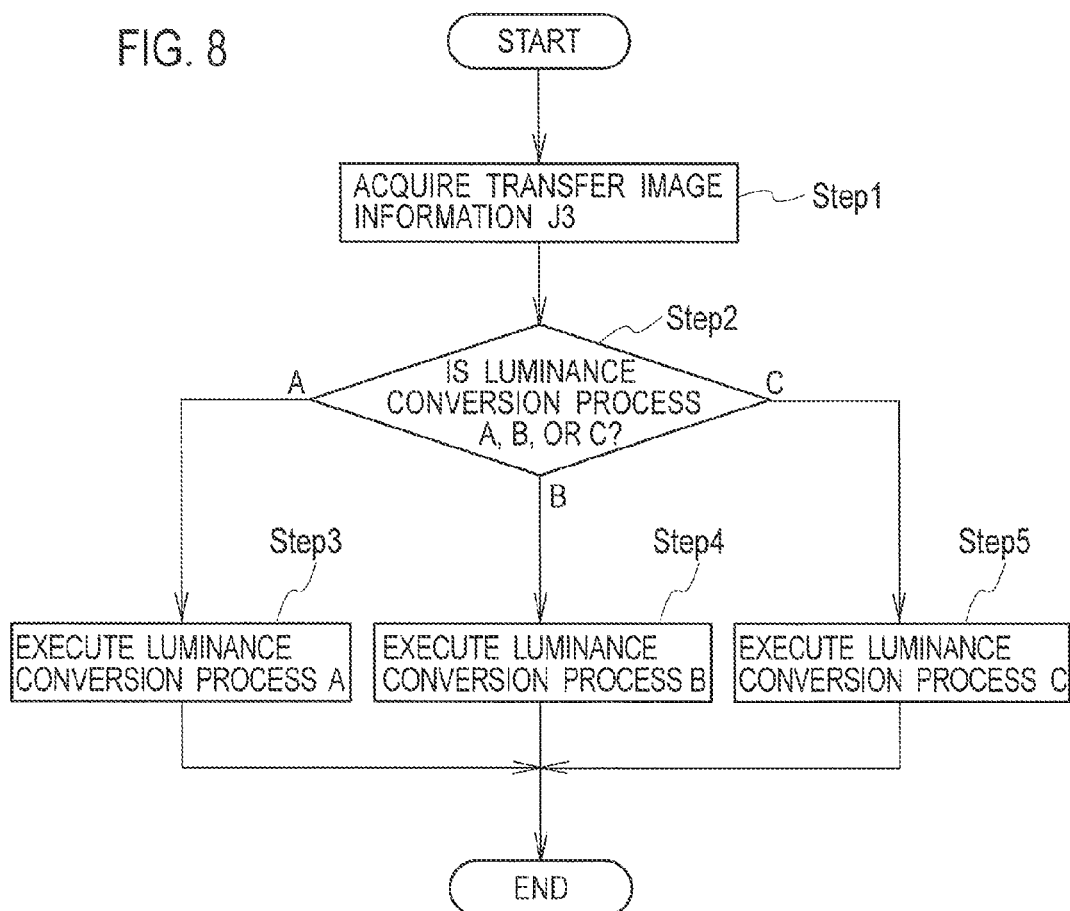 FIG. 8
START
ACQUIRE TRANSFER IMAGE
INFORMATION J3
Step1
Step2
IS LUMINANCE
CONVERSION PROCESS
A, B, OR C?
A
C
B
Step3
Step4
Step5
EXECUTE LUMINANCE
CONVERSION PROCESS A
EXECUTE LUMINANCE
CONVERSION PROCESS B
EXECUTE LUMINANCE
CONVERSION PROCESS C
END